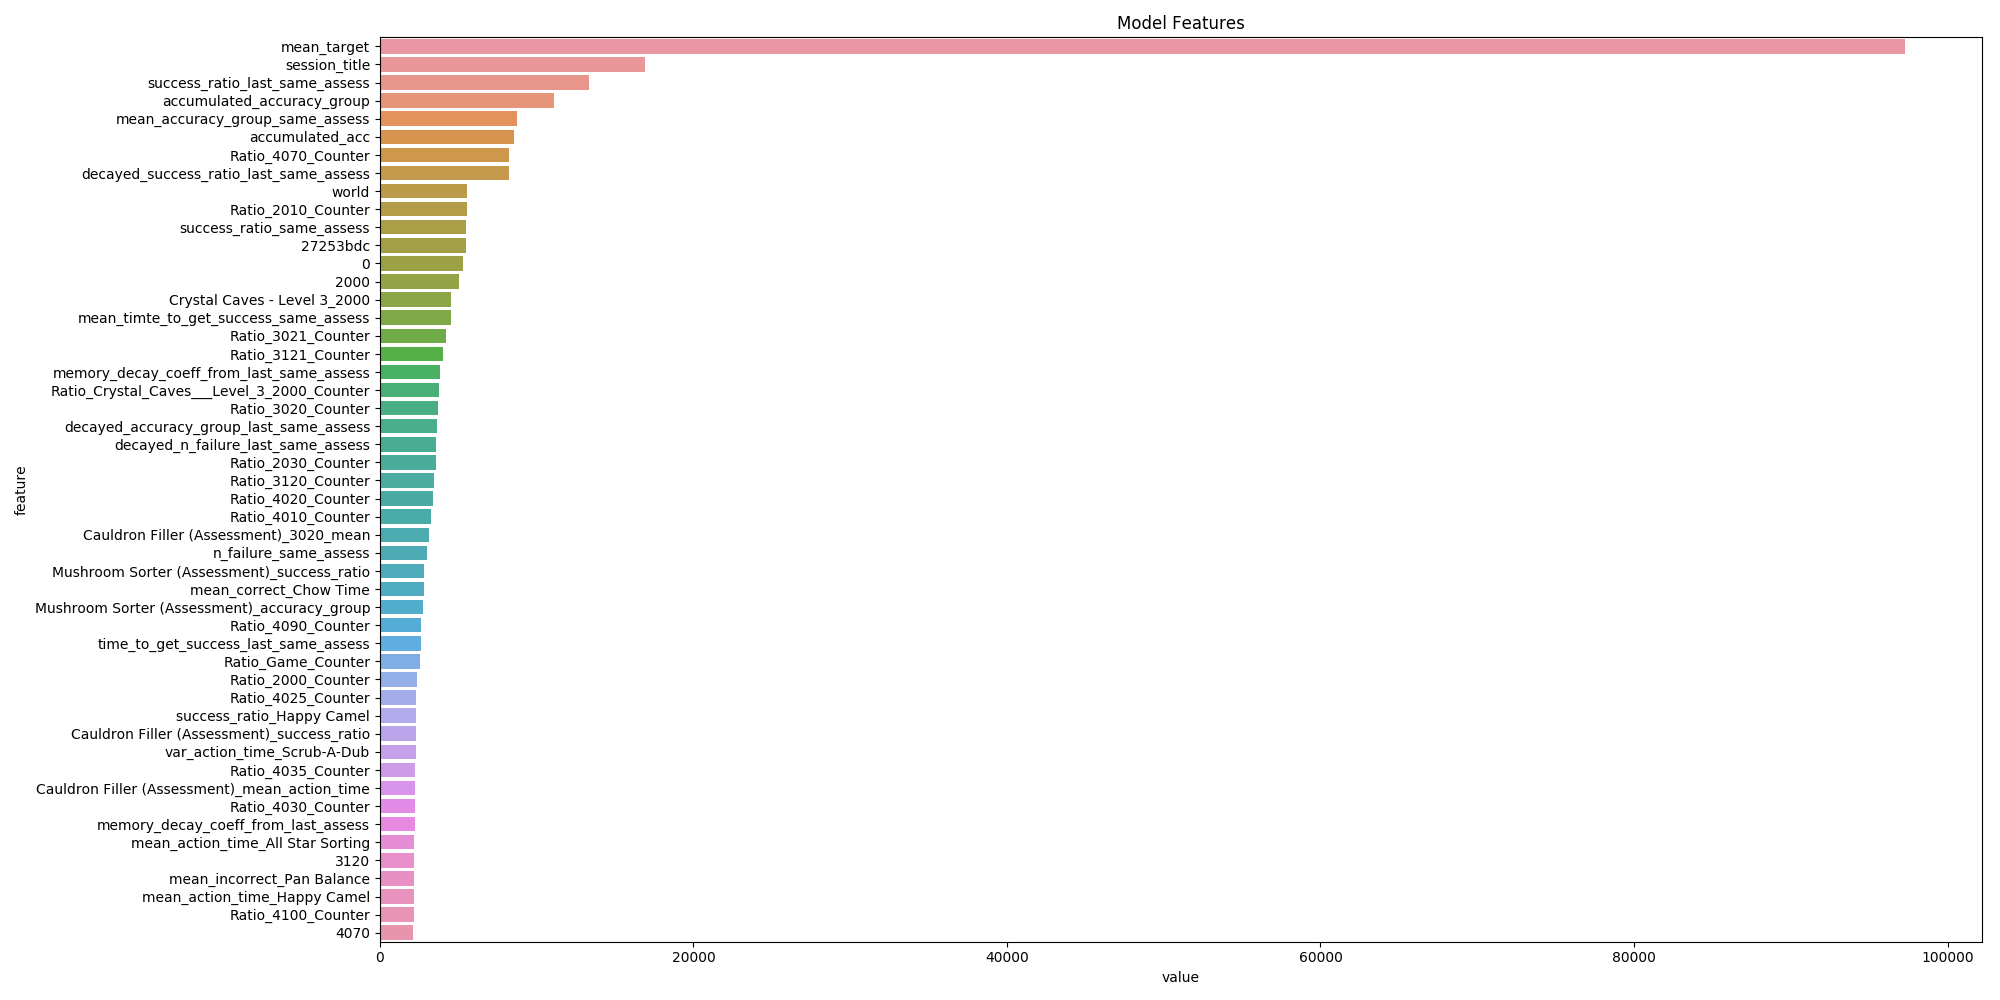 Model Features
mean_target
session_title
success_ratio_last_same_assess
accumulated_accuracy_group
mean_accuracy_group_same_assess
accumulated_acc
Ratio_4070_Counter
decayed_success_ratio_last_same_assess
world
Ratio_2010_Counter
success_ratio_same_assess
27253bdc
0
2000
Crystal Caves - Level 3_2000
mean_timte_to_get_success_same_assess
Ratio_3021_Counter
Ratio_3121_Counter
memory_decay_coeff_from_last_same_assess
Ratio_Crystal_Caves___Level_3_2000_Counter
Ratio_3020_Counter
decayed_accuracy_group_last_same_assess
decayed_n_failure_last_same_assess
Ratio_2030_Counter
Ratio_3120_Counter
Ratio_4020_Counter
Ratio_4010_Counter
Cauldron Filler (Assessment)_3020_mean
n_failure_same_assess
Mushroom Sorter (Assessment)_success_ratio
mean_correct_Chow Time
Mushroom Sorter (Assessment)_accuracy_group
Ratio_4090_Counter
time_to_get_success_last_same_assess
Ratio_Game_Counter
Ratio_2000_Counter
Ratio_4025_Counter
success_ratio_Happy Camel
Cauldron Filler (Assessment)_success_ratio
var_action_time_Scrub-A-Dub
Ratio_4035_Counter
Cauldron Filler (Assessment)_mean_action_time
Ratio_4030_Counter
memory_decay_coeff_from_last_assess
mean_action_time_All Star Sorting
3120
mean_incorrect_Pan Balance
mean_action_time_Happy Camel
Ratio_4100_Counter
4070
feature
0 20000 40000 60000 80000 100000
value